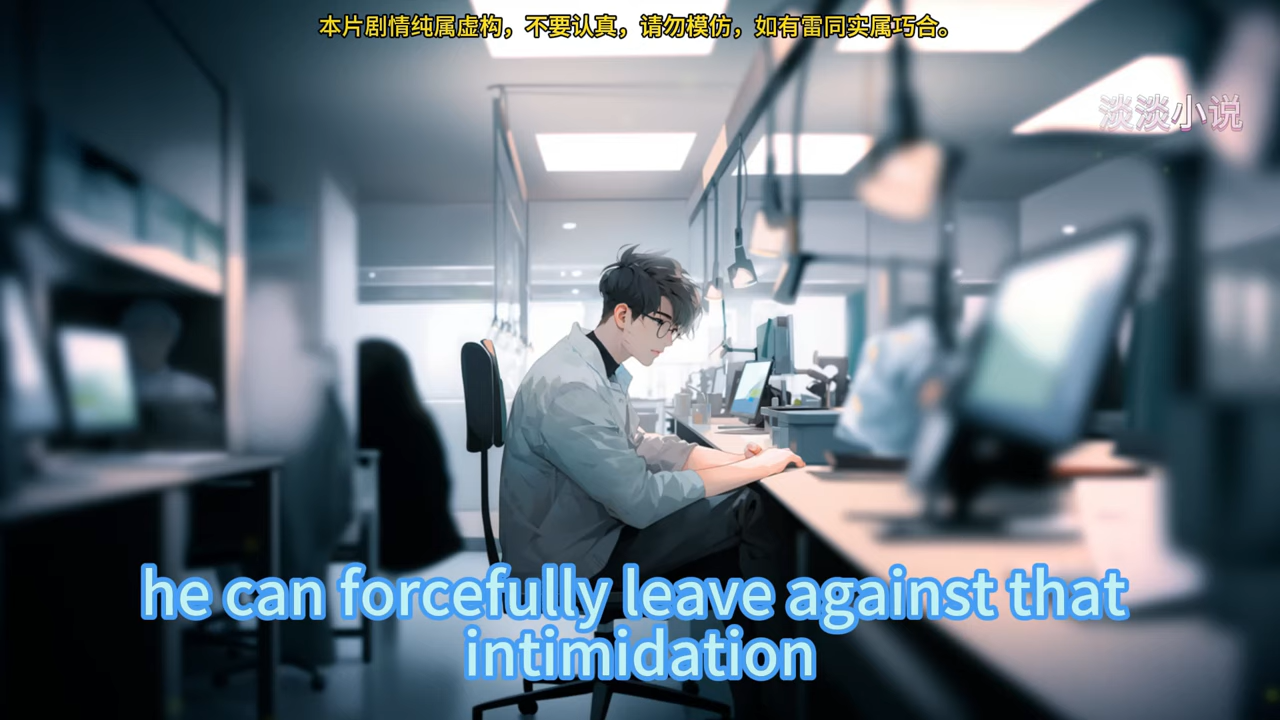 本片剧情纯属虚构，不要认真，请勿模仿，如有雷同实属巧合。
淡淡小说
he can forcefully leave against that
intimidation